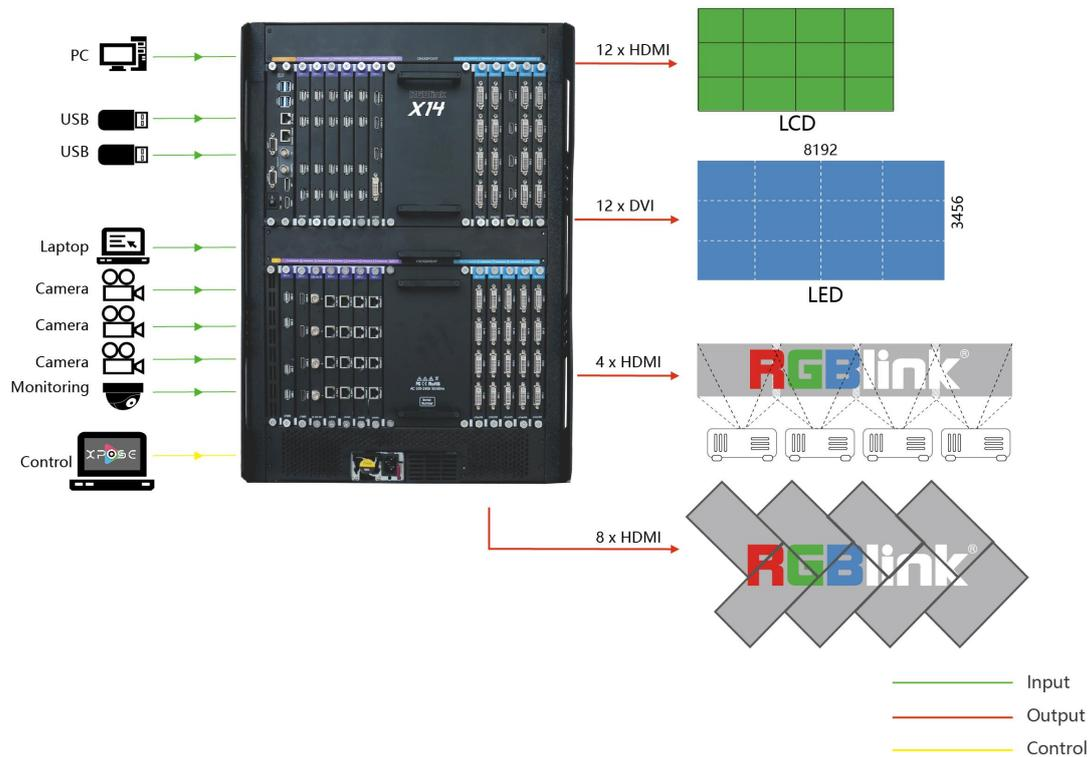 PC
USB
USB
Laptop
Camera
Camera
Camera
Monitoring
Control
XPOSE
RGBlink
X14
12 x HDMI
LCD
8192
12 x DVI
3456
LED
4 x HDMI
RGBlink®
8 x HDMI
RGBlink®
Input
Output
Control